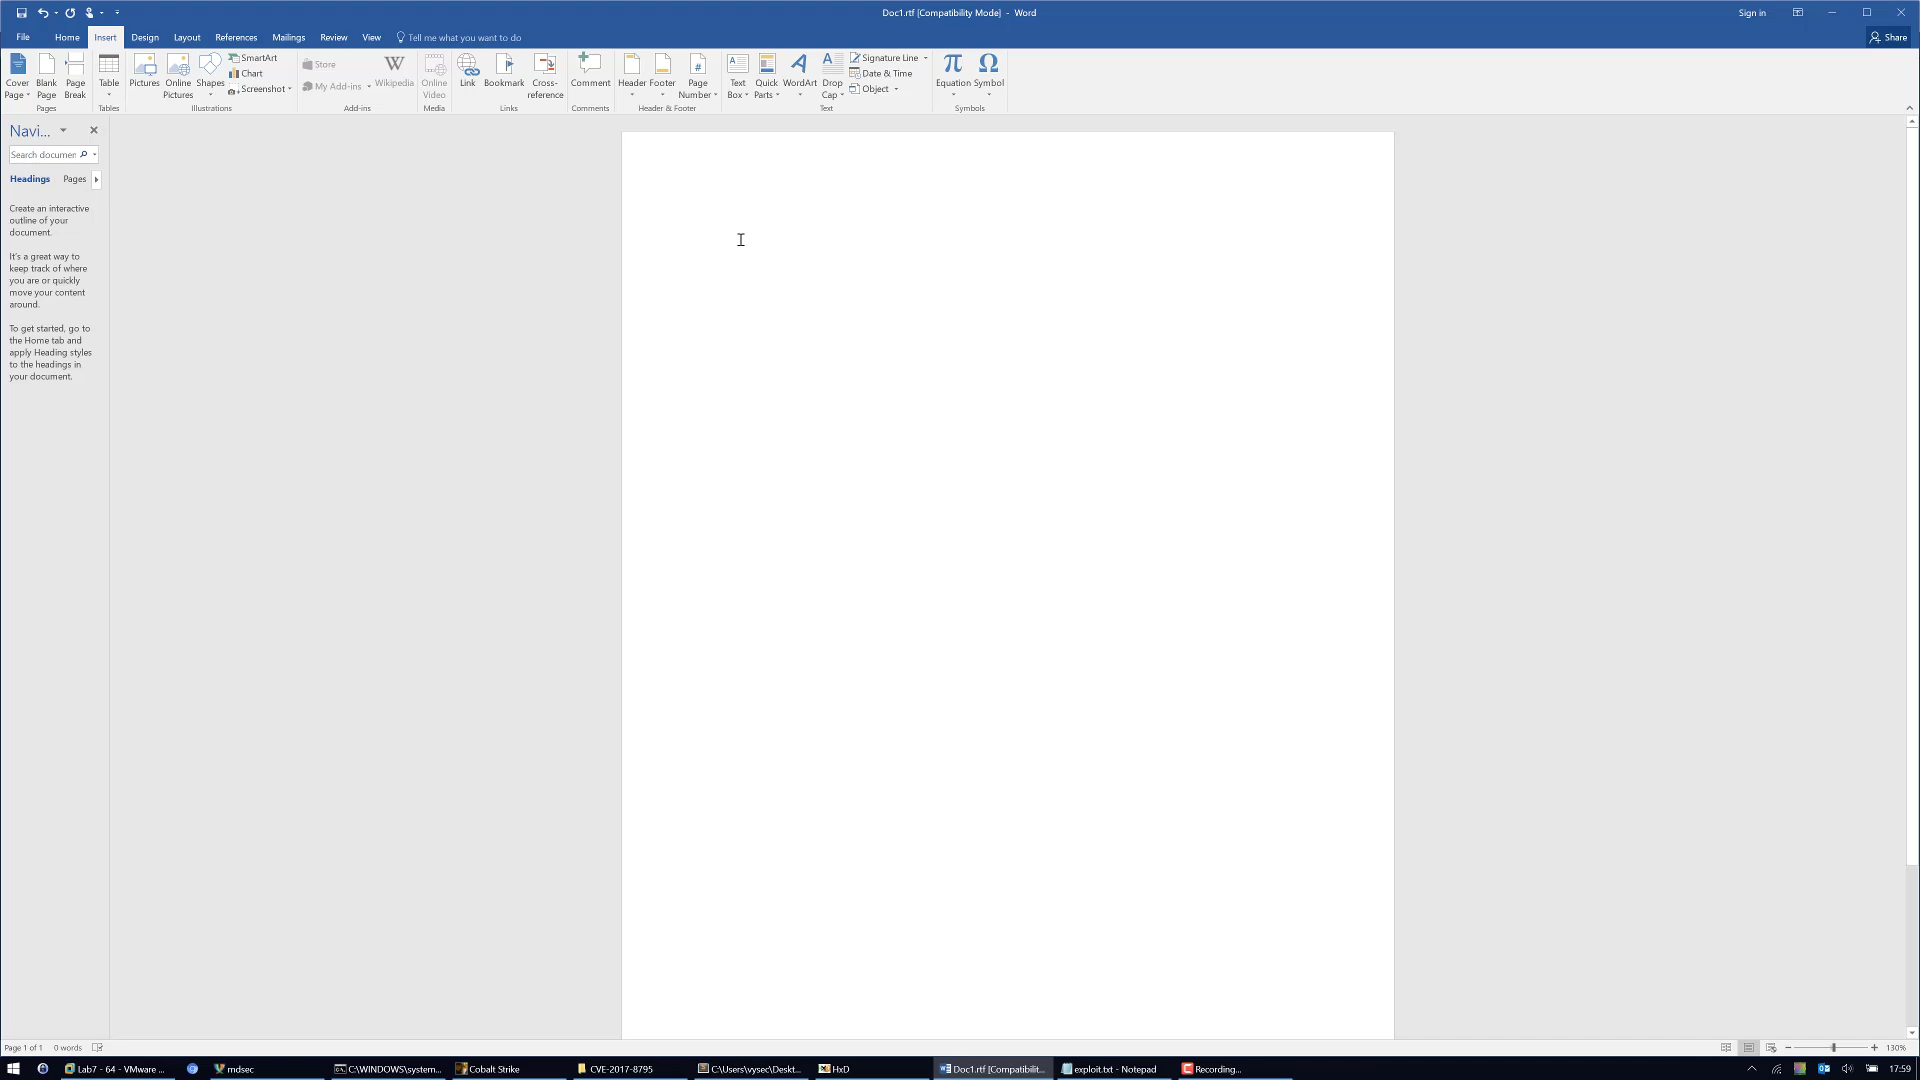 Doc1.rtf [Compatibility Mode] - Word
Sign in
File Home Insert Design Layout References Mailings Review View Tell me what you want to do
Share
Cover Page
Blank Page
Page Break
Pages
Table
Tables
Pictures
Online Pictures
Shapes
SmartArt
Chart
Screenshot
Illustrations
Store
My Add-ins
Wikipedia
Add-ins
Online Video
Media
Link
Bookmark
Cross-reference
Links
Comment
Comments
Header
Footer
Page Number
Header & Footer
Text Box
Quick Parts
WordArt
Drop Cap
Signature Line
Date & Time
Object
Text
Equation
Symbol
Symbols
Navi...
Search documen
Headings Pages
Create an interactive
outline of your
document.
It's a great way to
keep track of where
you are or quickly
move your content
around.
To get started, go to
the Home tab and
apply Heading styles
to the headings in
your document.
Page 1 of 1 0 words
130%
Lab7 - 64 - VMware ...
mdsec
C:\WINDOWS\system...
Cobalt Strike
CVE-2017-8795
C:\Users\vysec\Deskt...
HxD
Doc1.rtf [Compatibilit...
exploit.txt - Notepad
Recording...
17:59